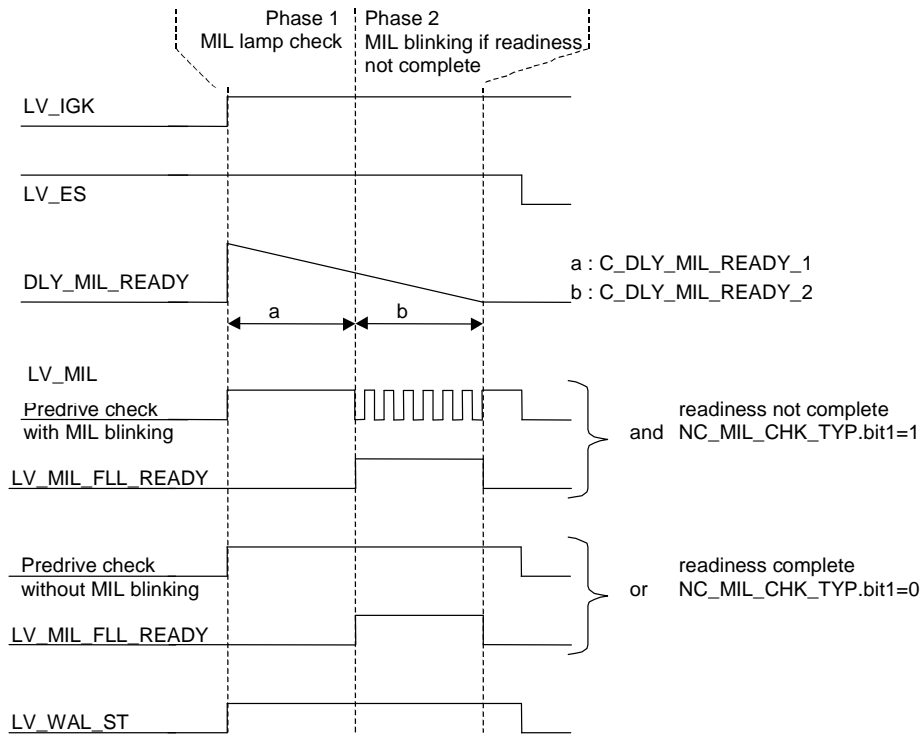 Phase 1
MIL lamp check
Phase 2
MIL blinking if readiness
not complete
LV_IGK
LV_ES
DLY_MIL_READY
a : C_DLY_MIL_READY_1
b : C_DLY_MIL_READY_2
a
b
LV_MIL
Predrive check
with MIL blinking
LV_MIL_FLL_READY
and
readiness not complete
NC_MIL_CHK_TYP.bit1=1
Predrive check
without MIL blinking
LV_MIL_FLL_READY
or
readiness complete
NC_MIL_CHK_TYP.bit1=0
LV_WAL_ST